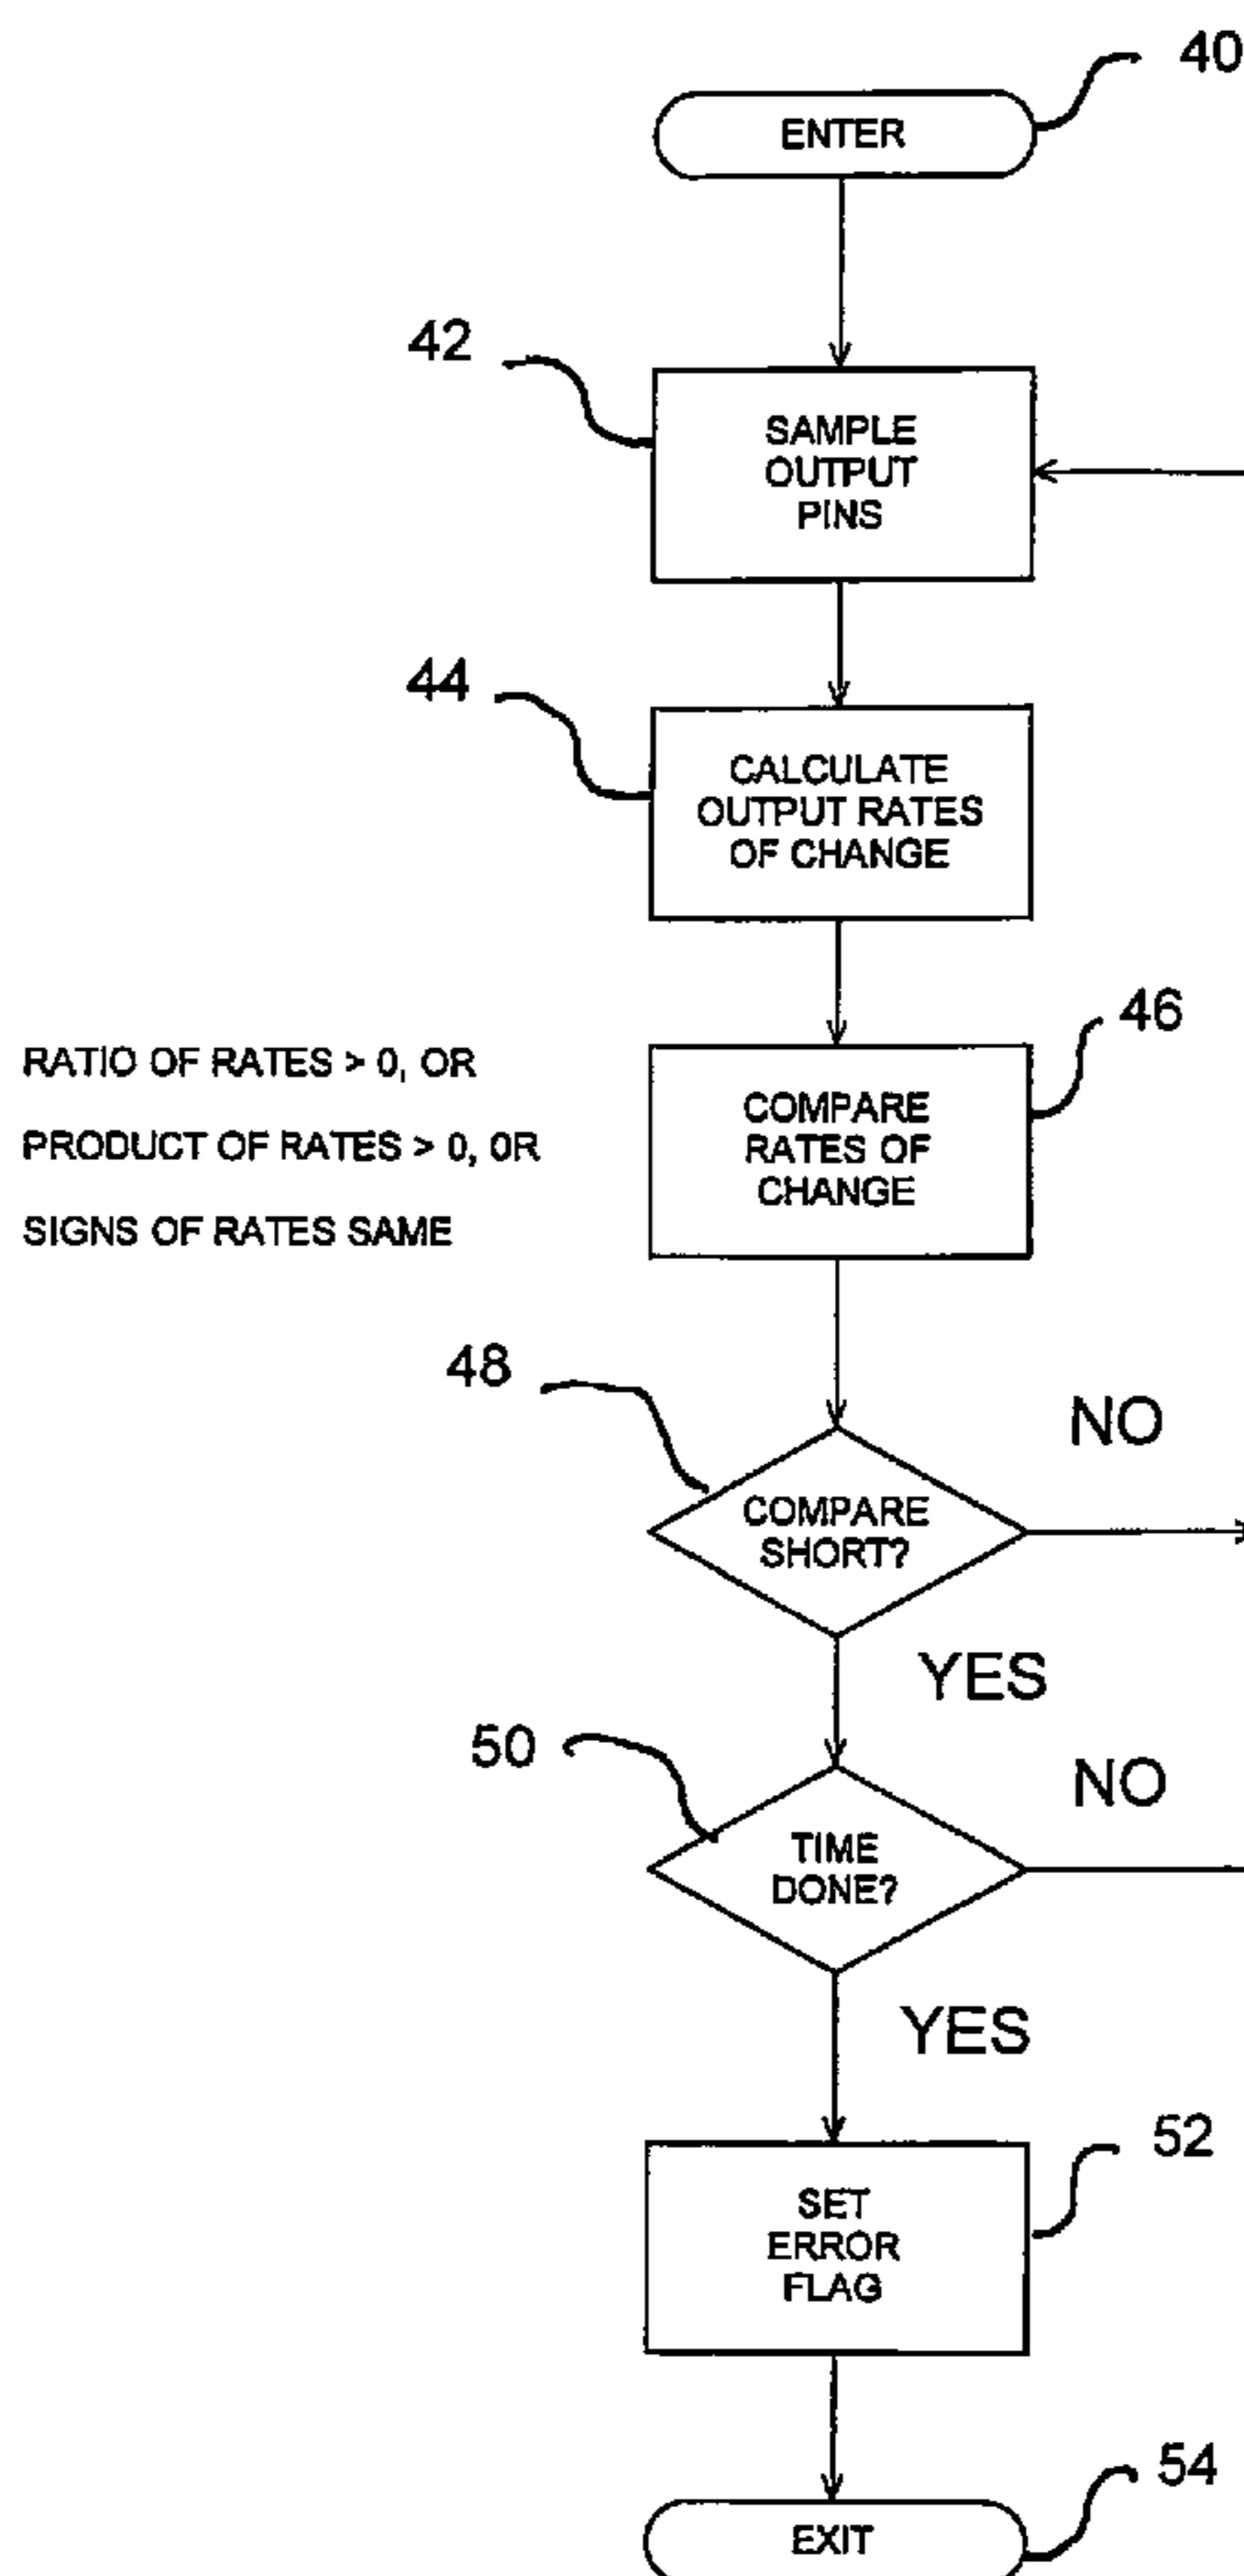 40
ENTER
42
SAMPLE
OUTPUT
PINS
44
CALCULATE
OUTPUT RATES
OF CHANGE
46
RATIO OF RATES > 0, OR
PRODUCT OF RATES > 0, OR
SIGNS OF RATES SAME
COMPARE
RATES OF
CHANGE
48
NO
COMPARE
SHORT?
YES
50
NO
TIME
DONE?
YES
52
SET
ERROR
FLAG
54
EXIT